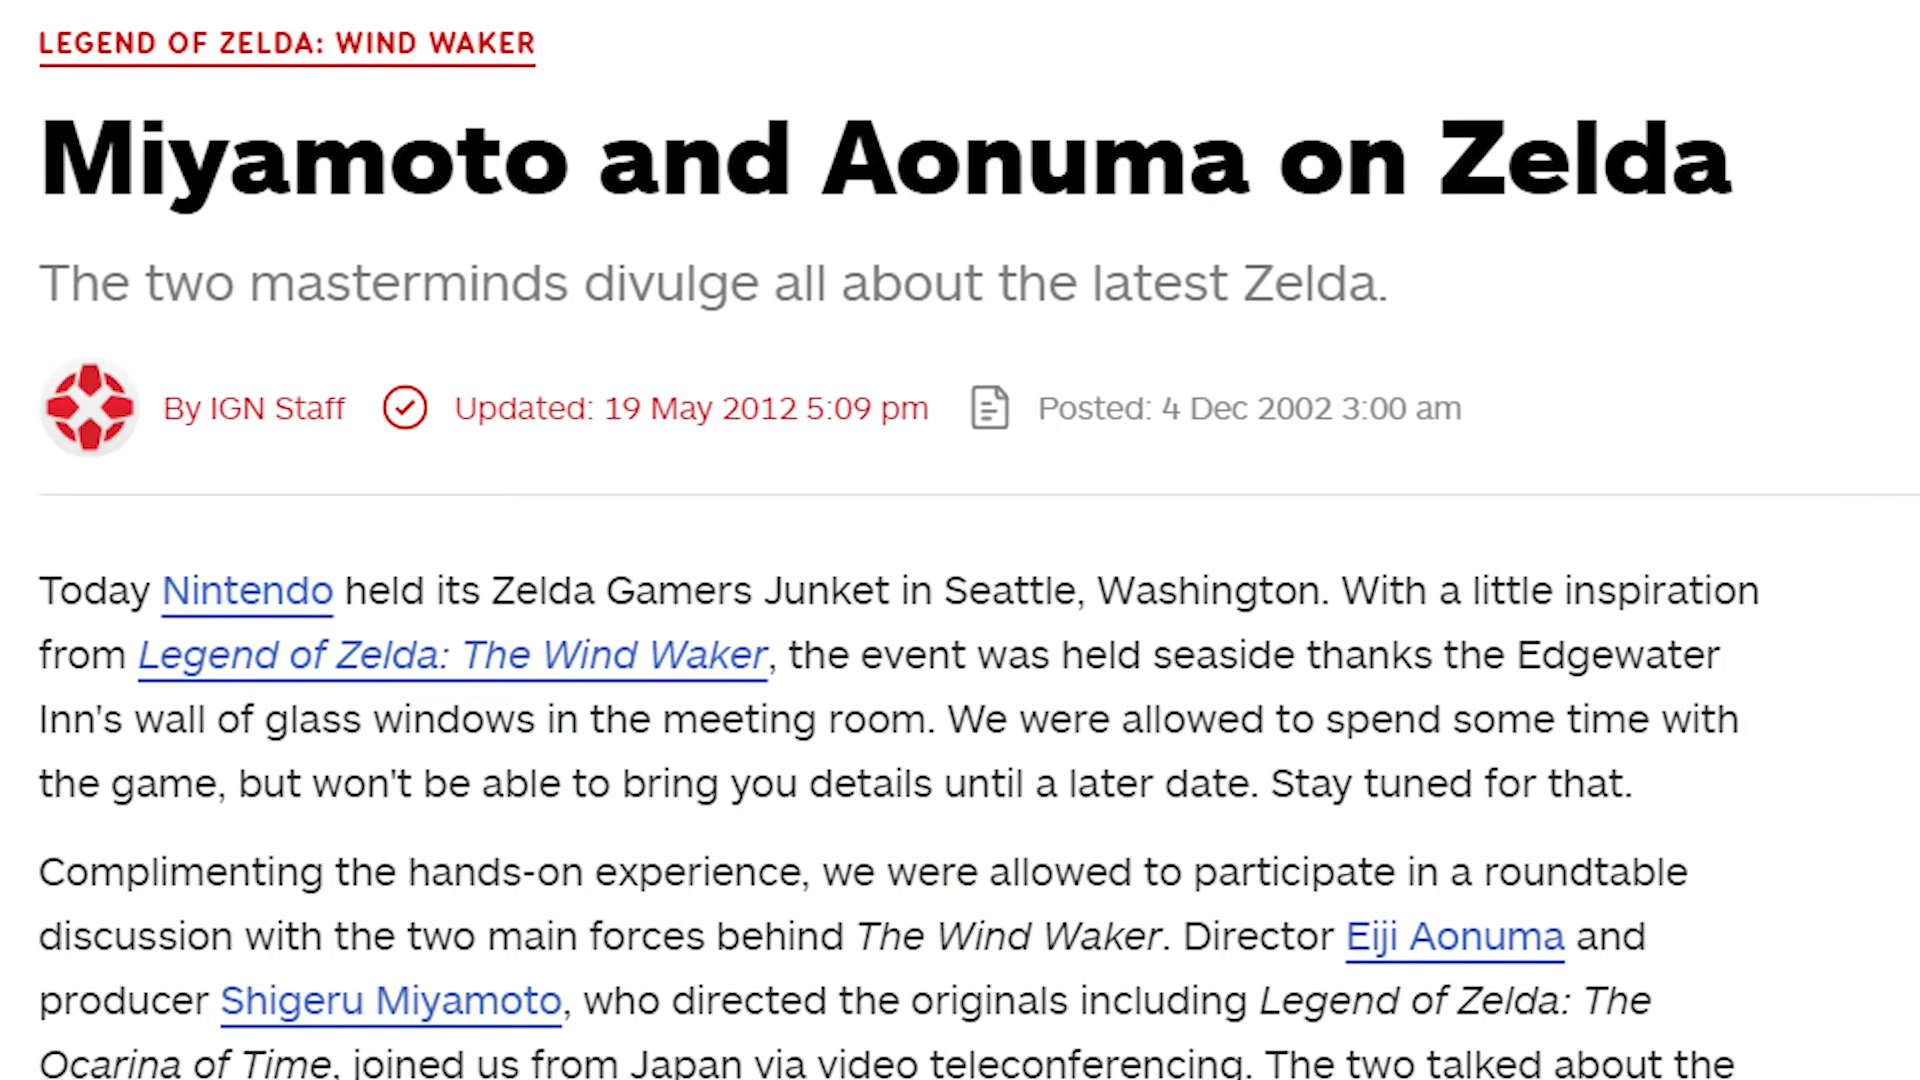 LEGEND OF ZELDA: WIND WAKER
Miyamoto and Aonuma on Zelda
The two masterminds divulge all about the latest Zelda.
By IGN Staff Updated: 19 May 2012 5:09 pm Posted: 4 Dec 2002 3:00 am
Today Nintendo held its Zelda Gamers Junket in Seattle, Washington. With a little inspiration
from Legend of Zelda: The Wind Waker, the event was held seaside thanks the Edgewater
Inn's wall of glass windows in the meeting room. We were allowed to spend some time with
the game, but won't be able to bring you details until a later date. Stay tuned for that.
Complimenting the hands-on experience, we were allowed to participate in a roundtable
discussion with the two main forces behind The Wind Waker. Director Eiji Aonuma and
producer Shigeru Miyamoto, who directed the originals including Legend of Zelda: The
Ocarina of Time, joined us from Japan via video teleconferencing. The two talked about the